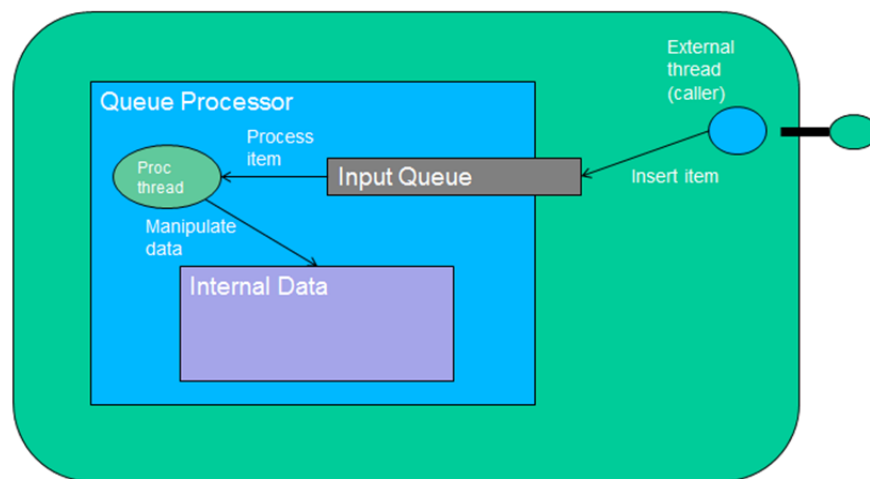 External
thread
(caller)
Queue Processor
Process
item
Proc
thread
Input Queue
Insert item
Manipulate
data
Internal Data